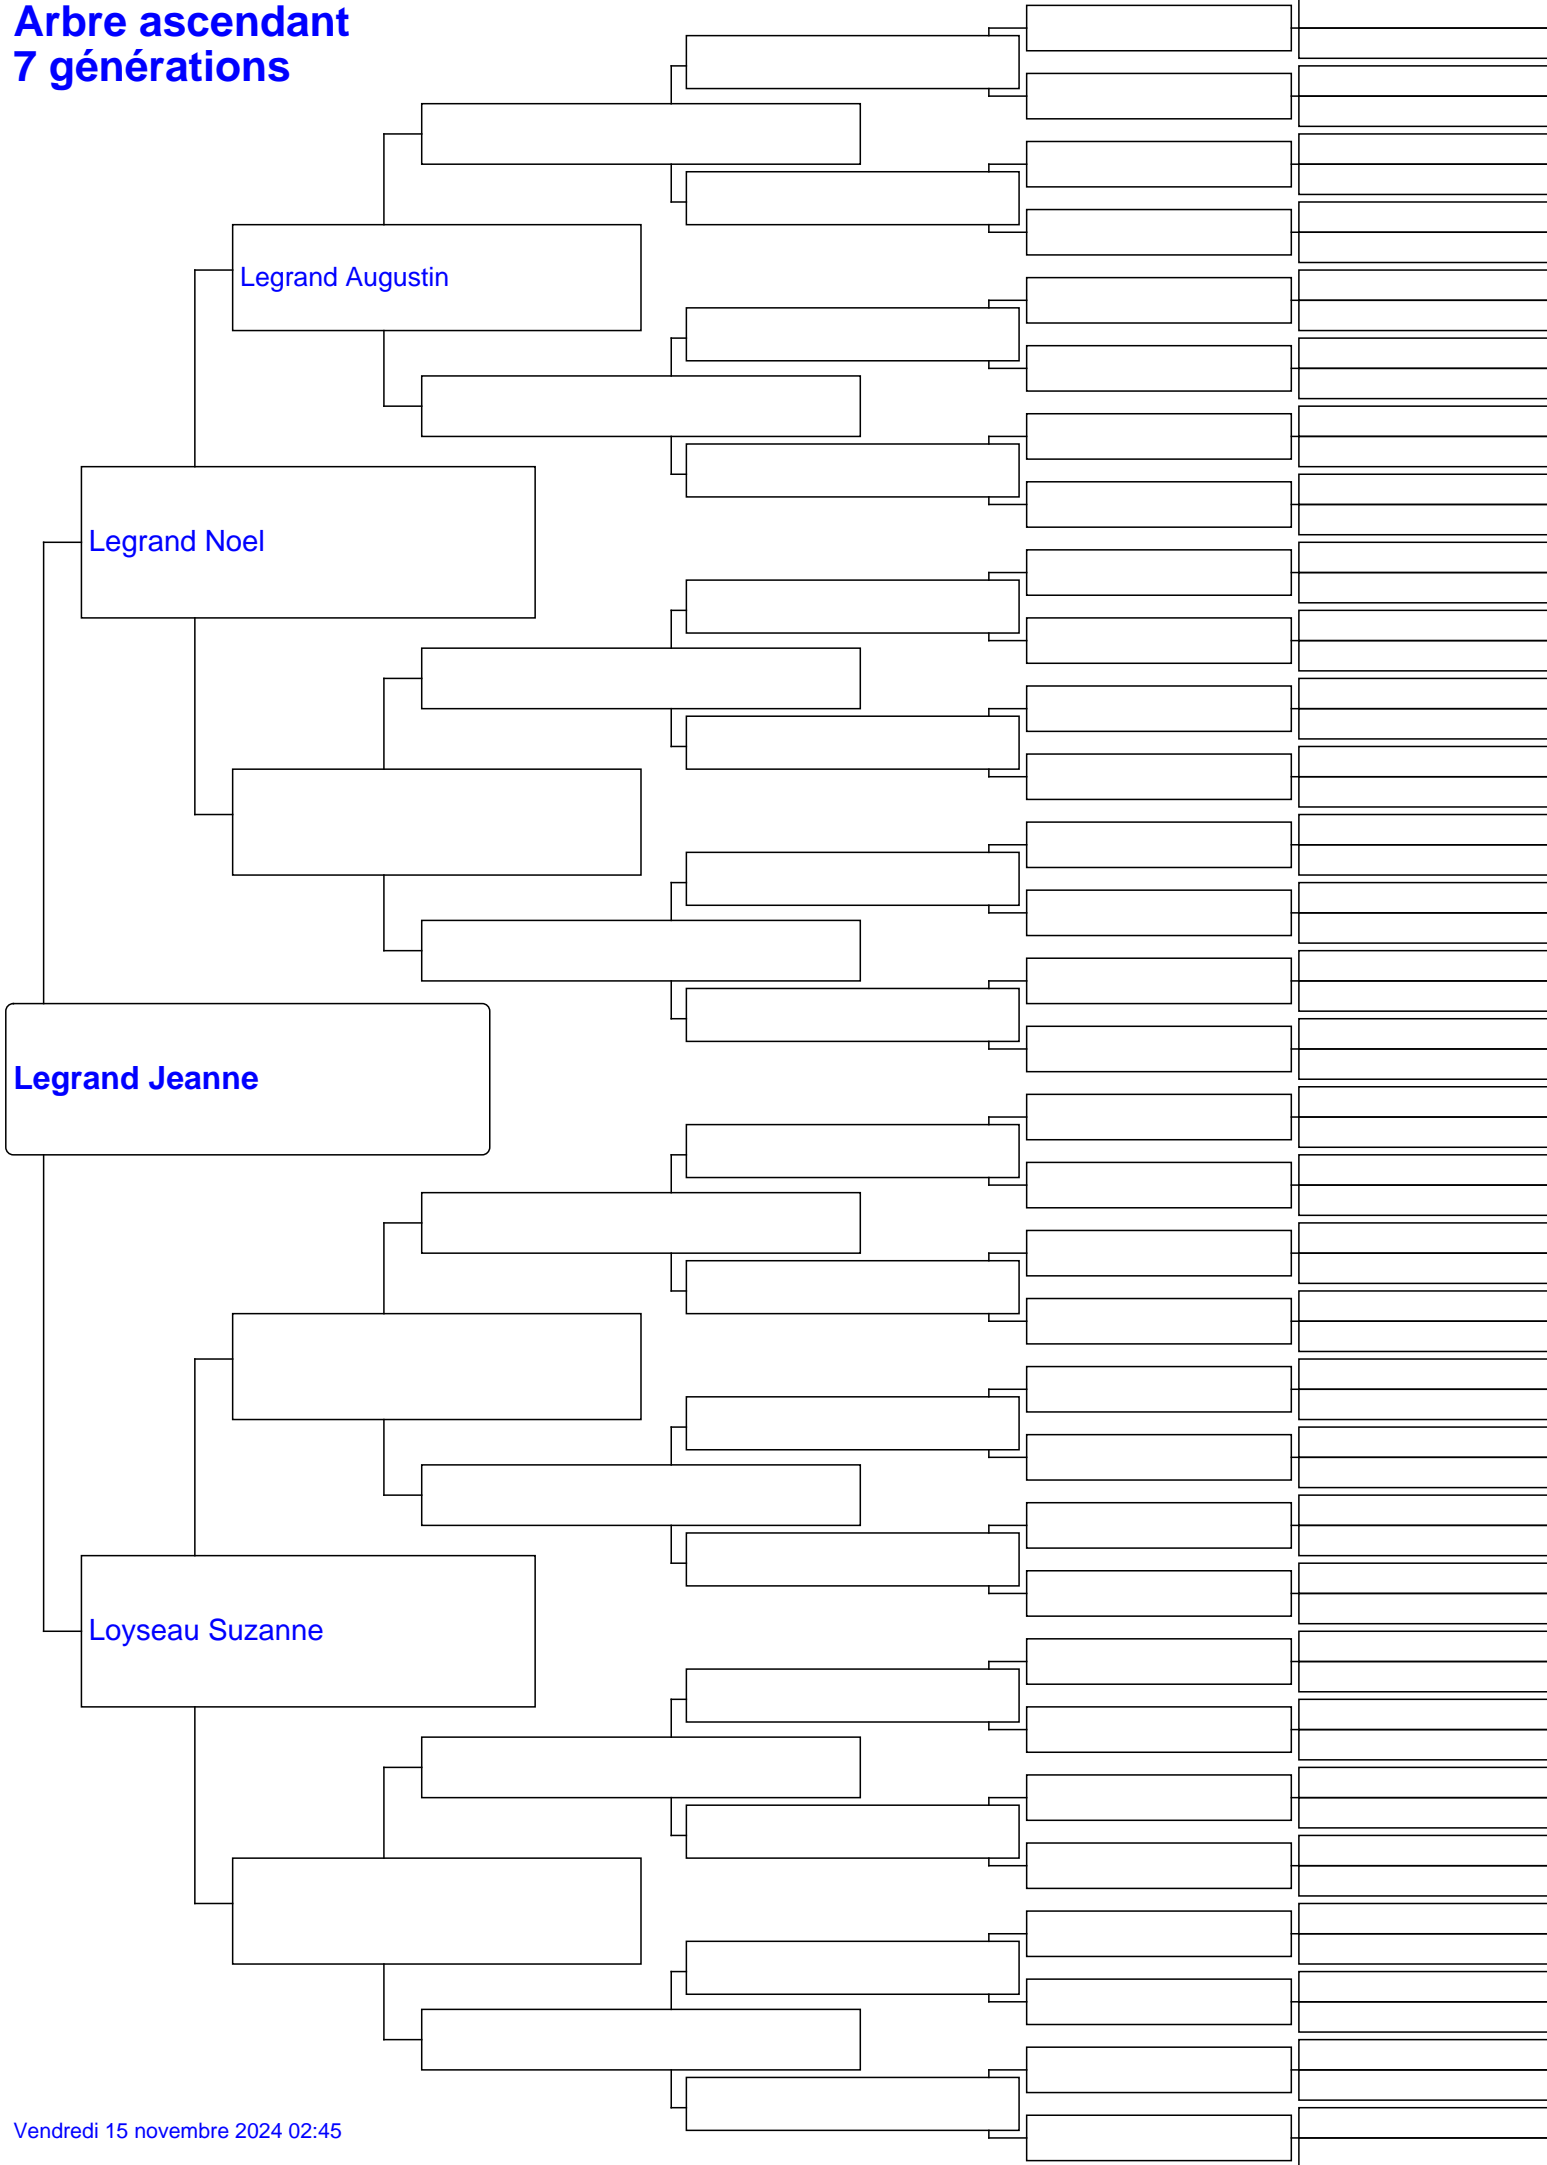 Arbre ascendant
7 générations
Legrand Augustin
Legrand Noel
Legrand Jeanne
Loyseau Suzanne
Vendredi 15 novembre 2024 02:45